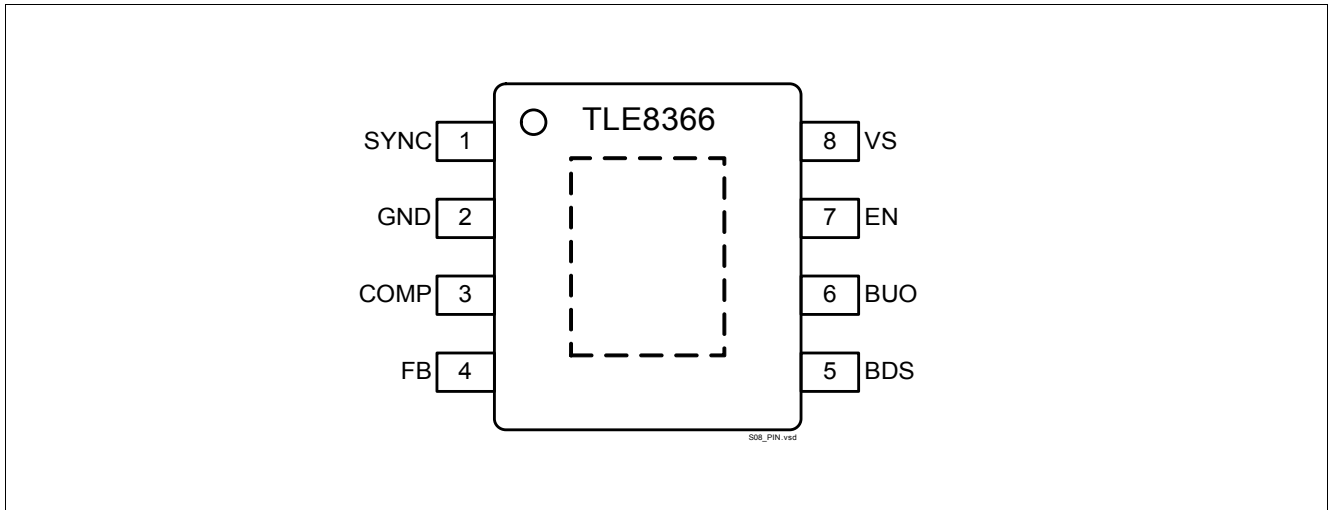 TLE8366
SYNC 1
8 VS
GND 2
7 EN
COMP 3
6 BUO
FB 4
5 BDS
S08_PIN.vsd